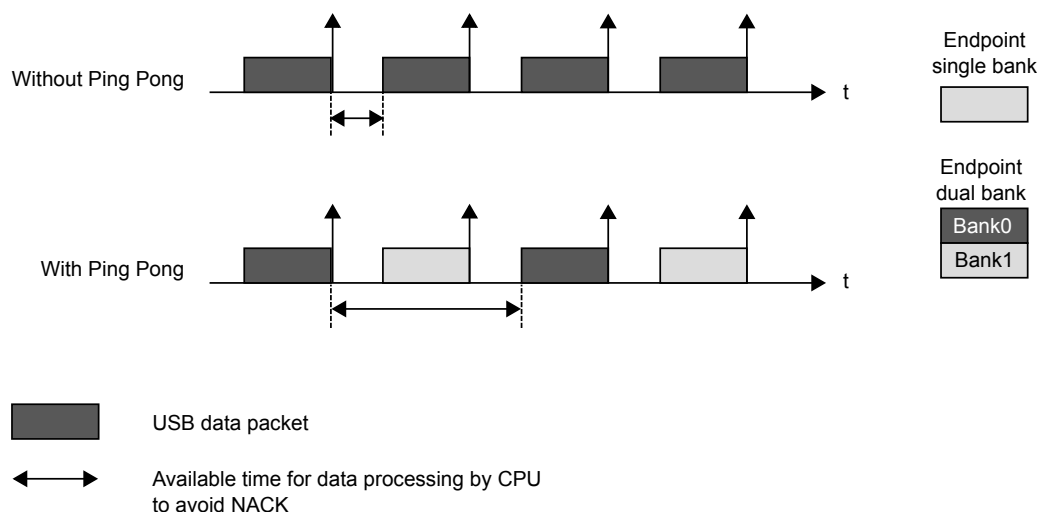 Without Ping Pong
t
Endpoint
single bank
With Ping Pong
t
Endpoint
dual bank
Bank0
Bank1
USB data packet
Available time for data processing by CPU
to avoid NACK